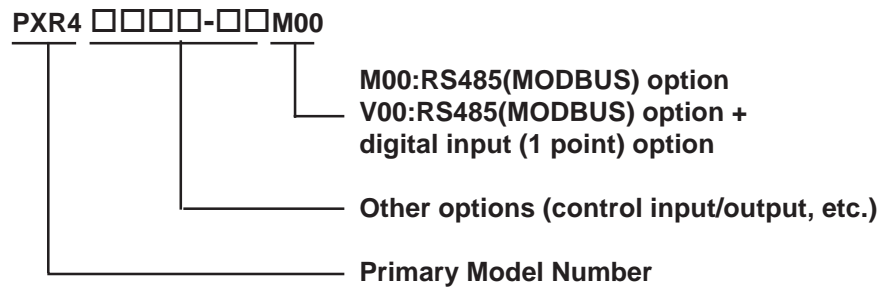 PXR4 □□□□-□□M00
M00:RS485(MODBUS) option
V00:RS485(MODBUS) option +
digital input (1 point) option
Other options (control input/output, etc.)
Primary Model Number